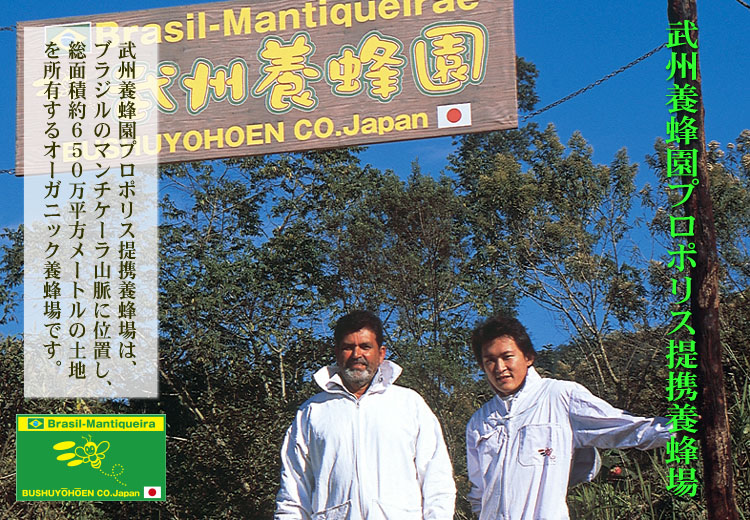 Brasil-Mantiqueirae
武州養蜂園
BUSHUYOHOEN CO.Japan
武州養蜂園プロポリス提携養蜂場
武州養蜂園プロポリス提携養蜂場は、
ブラジルのマンチケーラ山脈に位置し、
総面積約650万平方メートルの土地
を所有するオーガニック養蜂場です。
Brasil-Mantiqueira
BUSHUYŌHŌEN CO.Japan